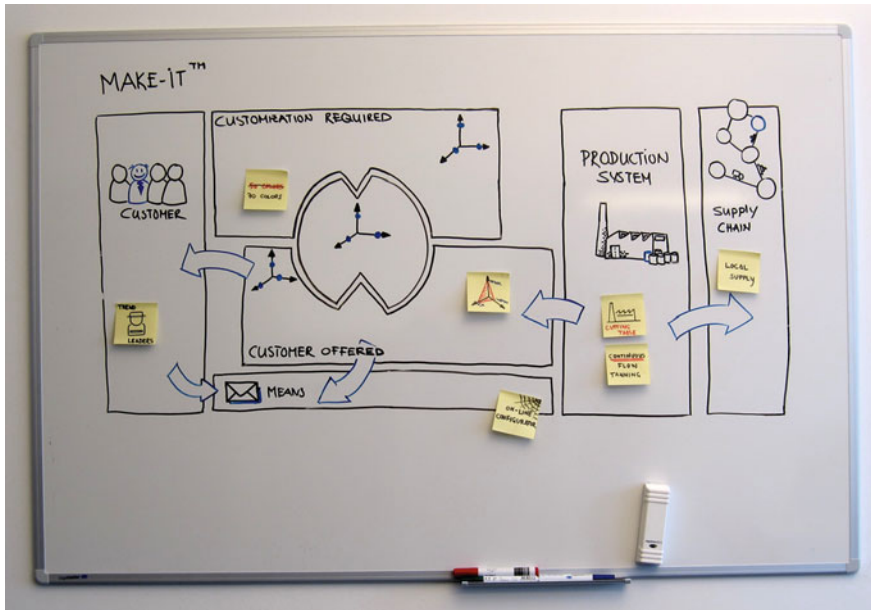 MAKE-iT™
CUSTOMIZATION REQUIRED
30 COLORS
CUSTOMER
TREND
LEADERS
CUSTOMER OFFERED
MEANS
ON-LINE
CONFIGURATOR
PRODUCTION
SYSTEM
CUTTING TABLE
CONTINUOUS
FLOW
TANNING
SUPPLY
CHAIN
LOCAL
SUPPLY